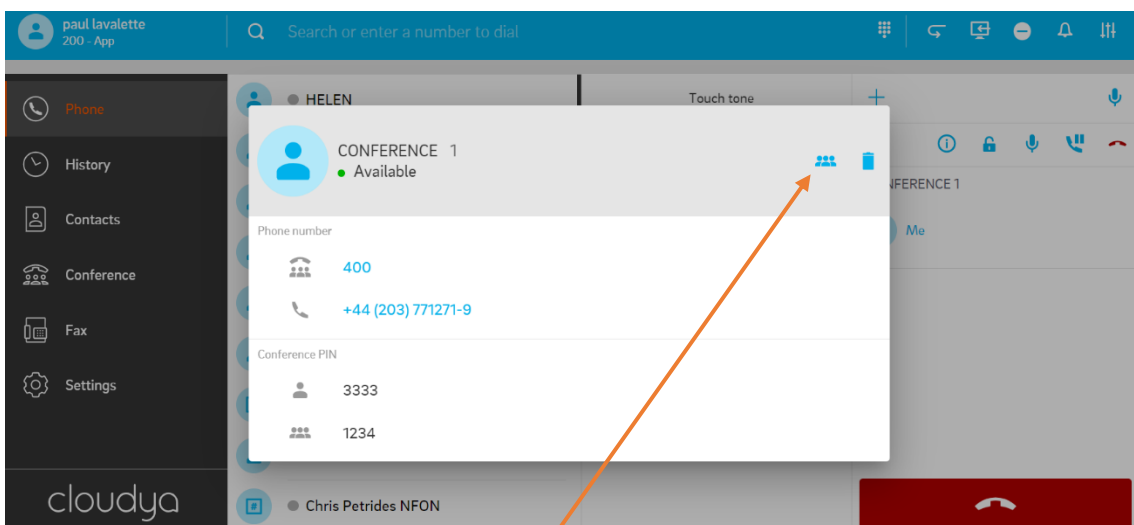 paul lavalette
200 - App
Search or enter a number to dial
Phone
History
Contacts
Conference
Fax
Settings
cloudya
HELEN
Touch tone
CONFERENCE 1
Available
Phone number
400
+44 (203) 771271-9
Conference PIN
3333
1234
NFERENCE 1
Me
Chris Petrides NFON